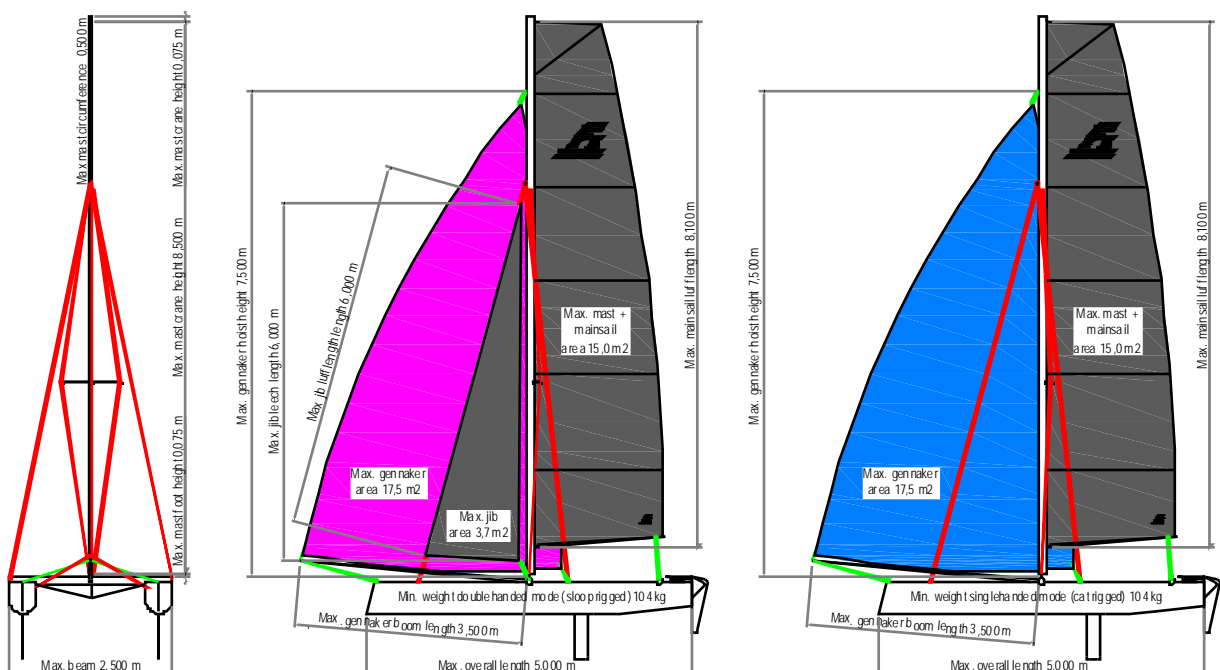 Max. mast circumference 0,500 m
Max. mast crane height 0,075 m
Max. mast crane height 8,500 m
Max. mast foot height 0,075 m
Max. beam 2,500 m
Max. gennaker hoist height 7,500 m
Max. jib leech length 6,000 m
Max. jib luff length length 6,000 m
Max. gennaker
area 17,5 m2
Max. jib
area 3,7 m2
Max. mast +
mainsail
area 15,0 m2
Max. mainsail luff length 8,100 m
Min. weight double handed mode (sloop rigged) 104 kg
Max. gennaker boom length 3,500 m
Max. overall length 5,000 m
Max. gennaker hoist height 7,500 m
Max. gennaker
area 17,5 m2
Max. mast +
mainsail
area 15,0 m2
Max. mainsail luff length 8,100 m
Min. weight singlehanded mode (cat rigged) 104 kg
Max. gennaker boom length 3,500 m
Max. overall length 5,000 m